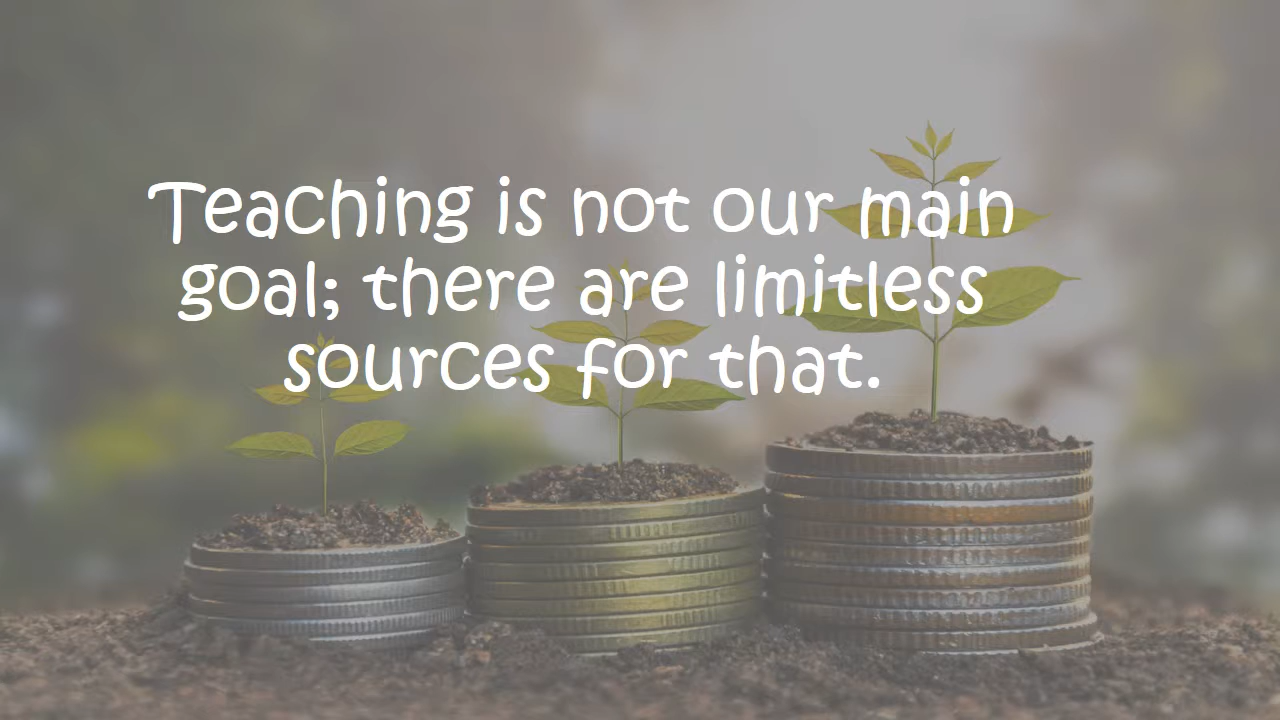 Teaching is not our main
goal; there are limitless
sources for that.